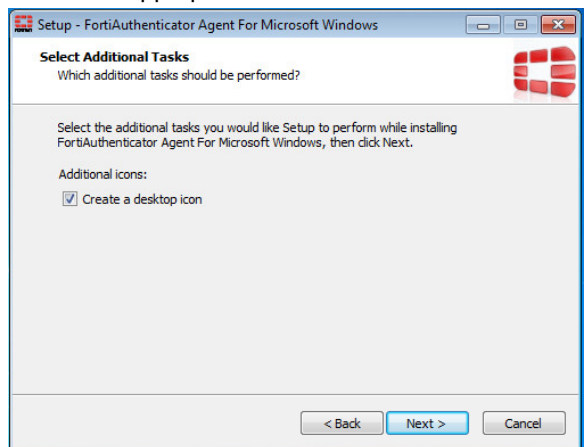 Setup - FortiAuthenticator Agent For Microsoft Windows
Select Additional Tasks
Which additional tasks should be performed?
Select the additional tasks you would like Setup to perform while installing
FortiAuthenticator Agent For Microsoft Windows, then click Next.
Additional icons:
Create a desktop icon
< Back
Next >
Cancel